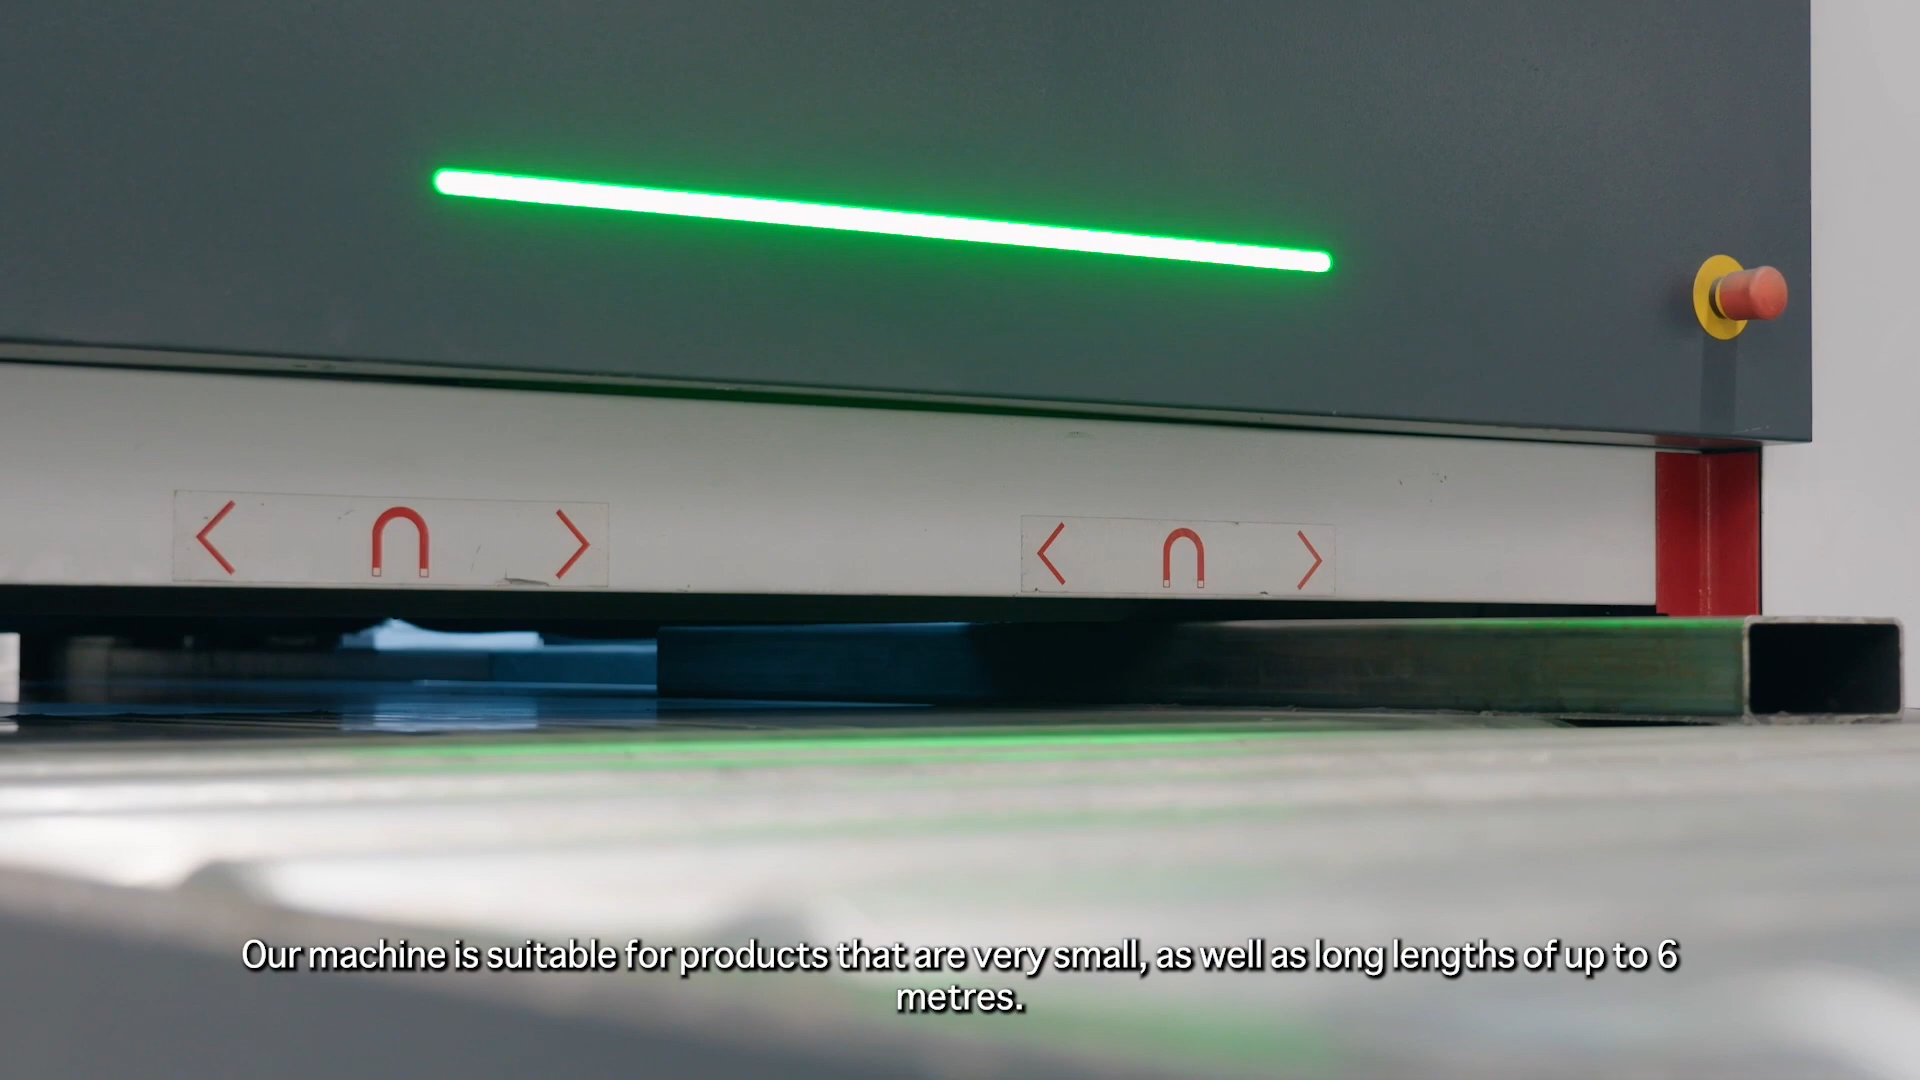 Our machine is suitable for products that are very small, as well as long lengths of up to 6
metres.